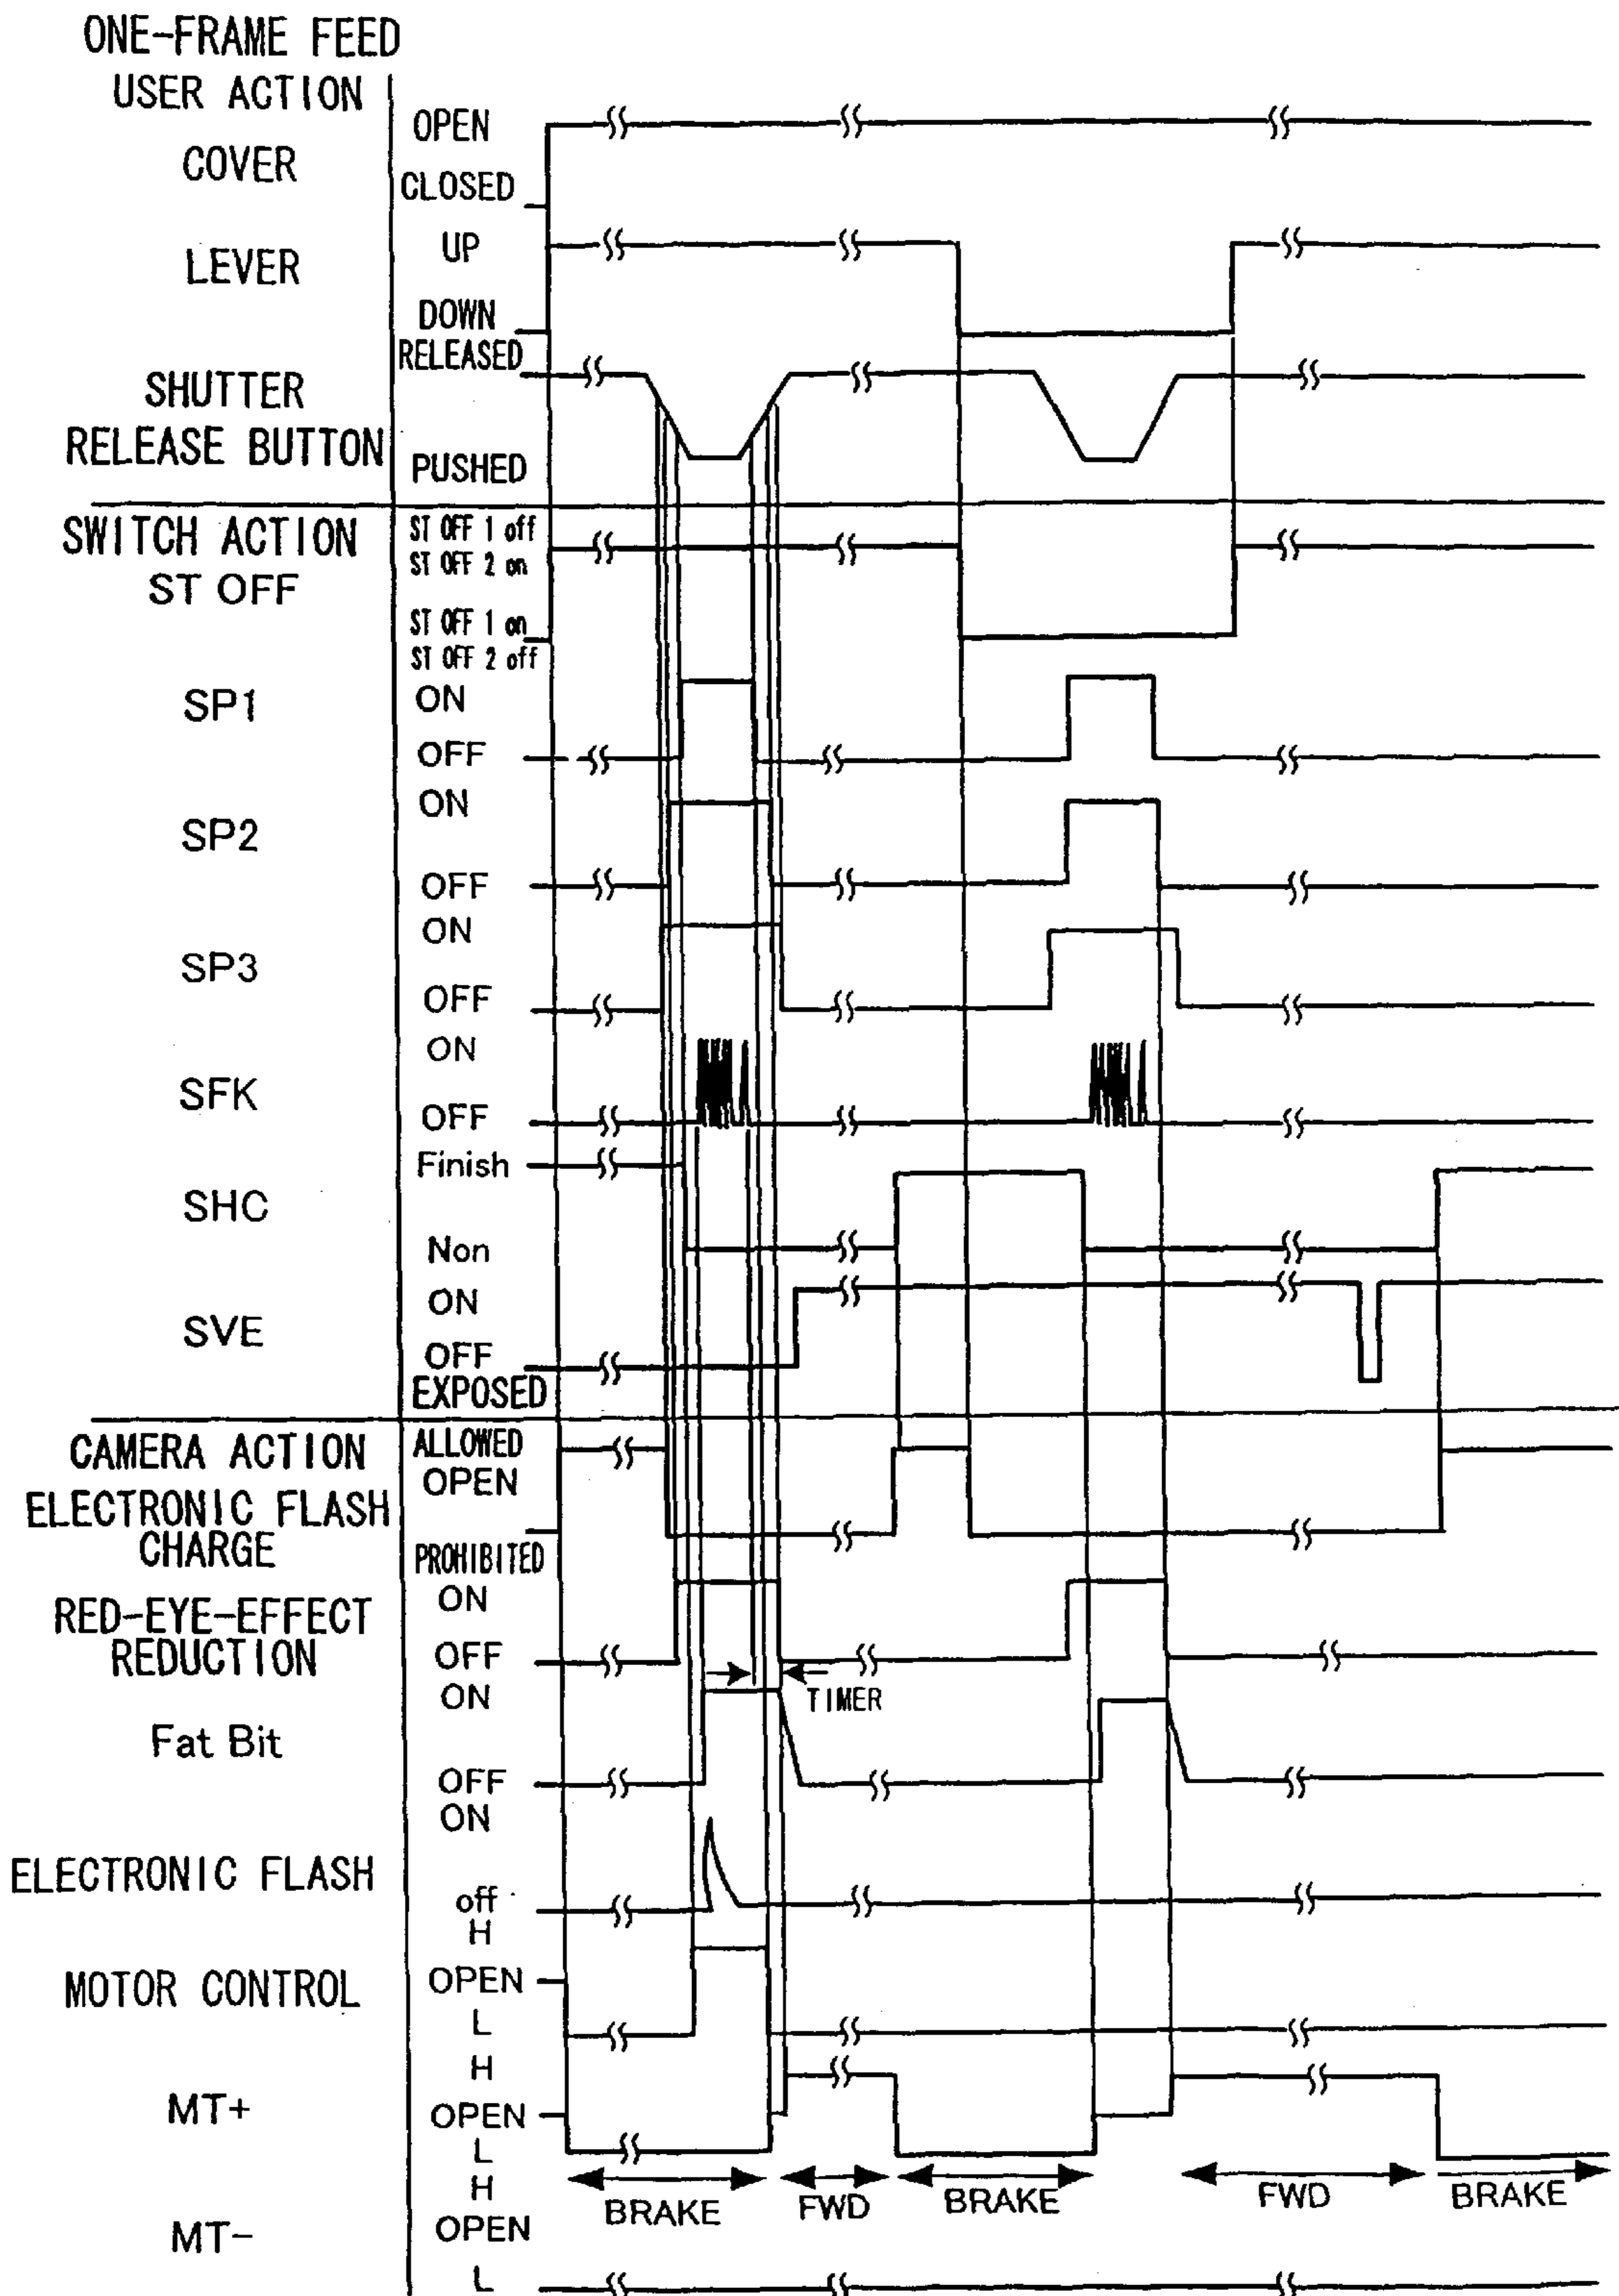 ONE-FRAME FEED
USER ACTION
COVER
OPEN
CLOSED
LEVER
UP
DOWN
SHUTTER
RELEASE BUTTON
RELEASED
PUSHED
SWITCH ACTION
ST OFF
ST OFF 1 off
ST OFF 2 on
ST OFF 1 on
ST OFF 2 off
SP1
ON
OFF
SP2
ON
OFF
SP3
ON
OFF
SFK
ON
OFF
SHC
Finish
Non
SVE
ON
OFF
EXPOSED
CAMERA ACTION
ELECTRONIC FLASH
CHARGE
ALLOWED
OPEN
PROHIBITED
RED-EYE-EFFECT
REDUCTION
ON
OFF
TIMER
Fat Bit
ON
OFF
ELECTRONIC FLASH
ON
off
MOTOR CONTROL
H
OPEN
L
MT+
H
OPEN
L
BRAKE
FWD
BRAKE
FWD
BRAKE
MT-
H
OPEN
L